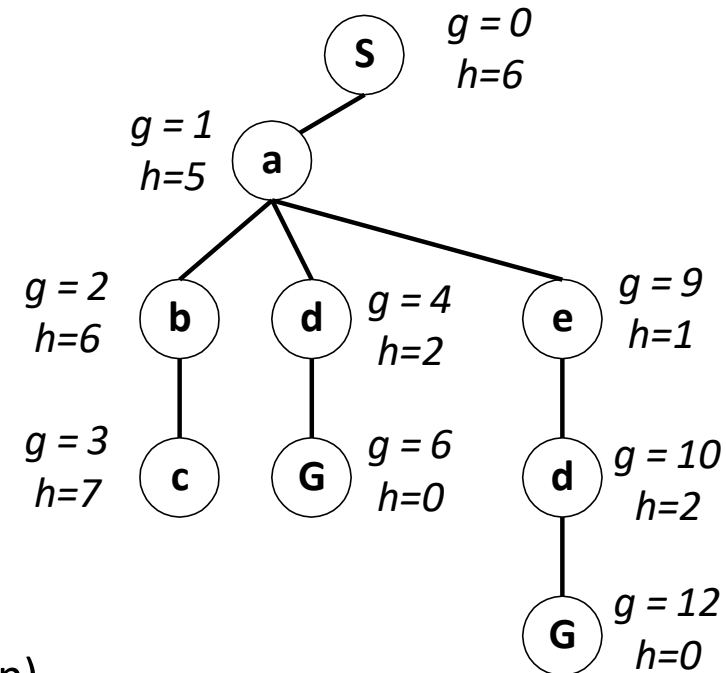 S
g = 0
h=6
g = 1
h=5
a
g = 2
h=6
b
d
g = 4
h=2
e
g = 9
h=1
g = 3
h=7
c
G
g = 6
h=0
d
g = 10
h=2
G
g = 12
h=0